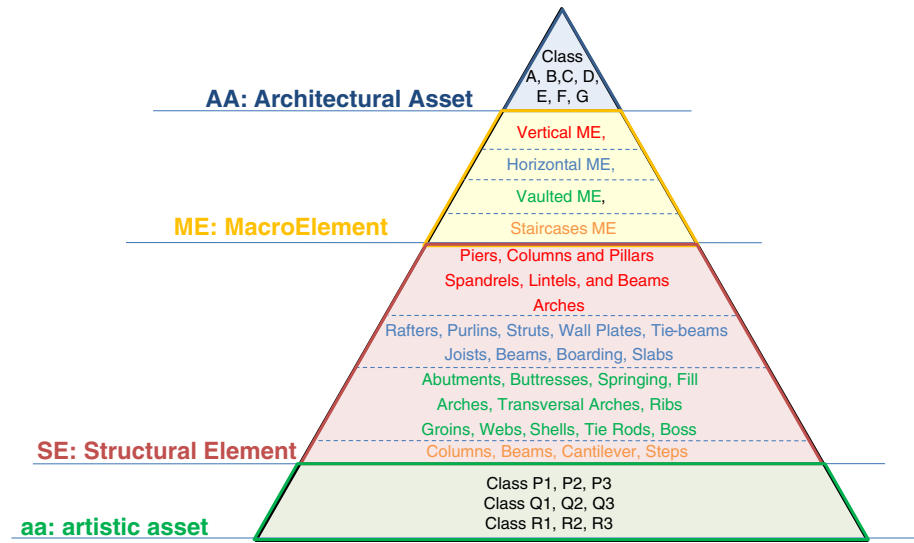 Class
A, B,C, D,
E, F, G
AA: Architectural Asset
Vertical ME,
Horizontal ME,
Vaulted ME,
Staircases ME
ME: MacroElement
Piers, Columns and Pillars
Spandrels, Lintels, and Beams
Arches
Rafters, Purlins, Struts, Wall Plates, Tie-beams
Joists, Beams, Boarding, Slabs
Abutments, Buttresses, Springing, Fill
Arches, Transversal Arches, Ribs
Groins, Webs, Shells, Tie Rods, Boss
Columns, Beams, Cantilever, Steps
SE: Structural Element
Class P1, P2, P3
Class Q1, Q2, Q3
Class R1, R2, R3
aa: artistic asset